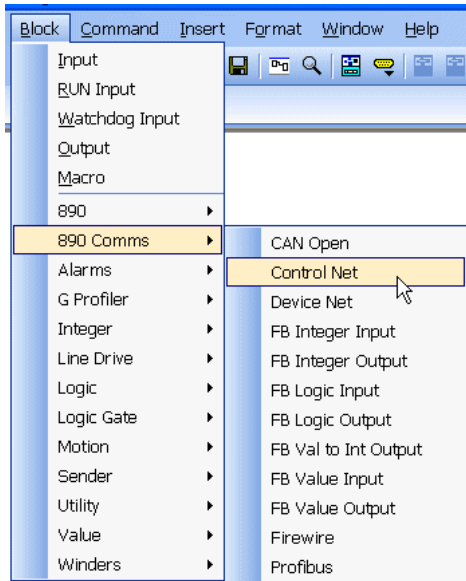 Block Command Insert Format Window Help
Input
RUN Input
Watchdog Input
Output
Macro
890
890 Comms
Alarms
G Profiler
Integer
Line Drive
Logic
Logic Gate
Motion
Sender
Utility
Value
Winders
CAN Open
Control Net
Device Net
FB Integer Input
FB Integer Output
FB Logic Input
FB Logic Output
FB Val to Int Output
FB Value Input
FB Value Output
Firewire
Profibus